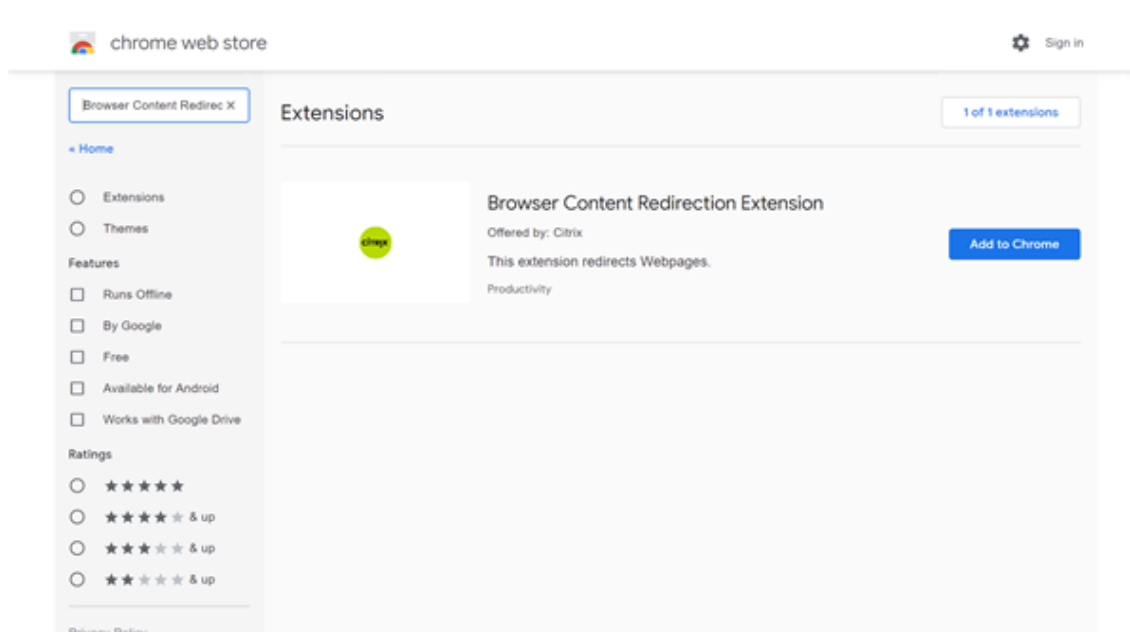 chrome web store
Sign in
Browser Content Redirec X
« Home
Extensions
Themes
Features
Runs Offline
By Google
Free
Available for Android
Works with Google Drive
Ratings
& up
& up
& up
Privacy Policy
Extensions
1 of 1 extensions
citrix
Browser Content Redirection Extension
Offered by: Citrix
This extension redirects Webpages.
Productivity
Add to Chrome